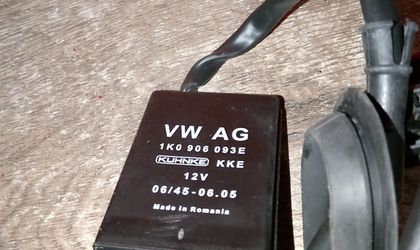 VW AG
1K0 906 093E
KUHNKE KKE
12V
06/45-06.05
Made in Romania